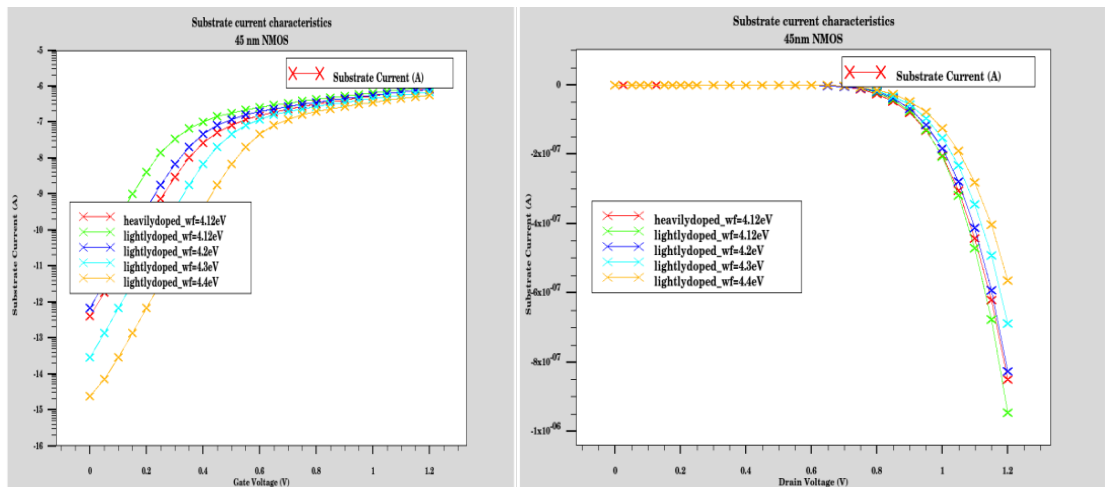 Substrate current characteristics
45 nm NMOS
Substrate Current (A)
-5
-6
-7
-8
-9
-10
-11
-12
-13
-14
-15
-16
Substrate Current (A)
heavilydoped_wf=4.12eV
lightlydoped_wf=4.12eV
lightlydoped_wf=4.2eV
lightlydoped_wf=4.3eV
lightlydoped_wf=4.4eV
0
0.2
0.4
0.6
0.8
1
1.2
Gate Voltage (V)
Substrate current characteristics
45nm NMOS
Substrate Current (A)
0
-2x10-07
-4x10-07
-6x10-07
-8x10-07
-1x10-06
Substrate Current (A)
heavilydoped_wf=4.12eV
lightlydoped_wf=4.12eV
lightlydoped_wf=4.2eV
lightlydoped_wf=4.3eV
lightlydoped_wf=4.4eV
0
0.2
0.4
0.6
0.8
1
1.2
Drain Voltage (V)